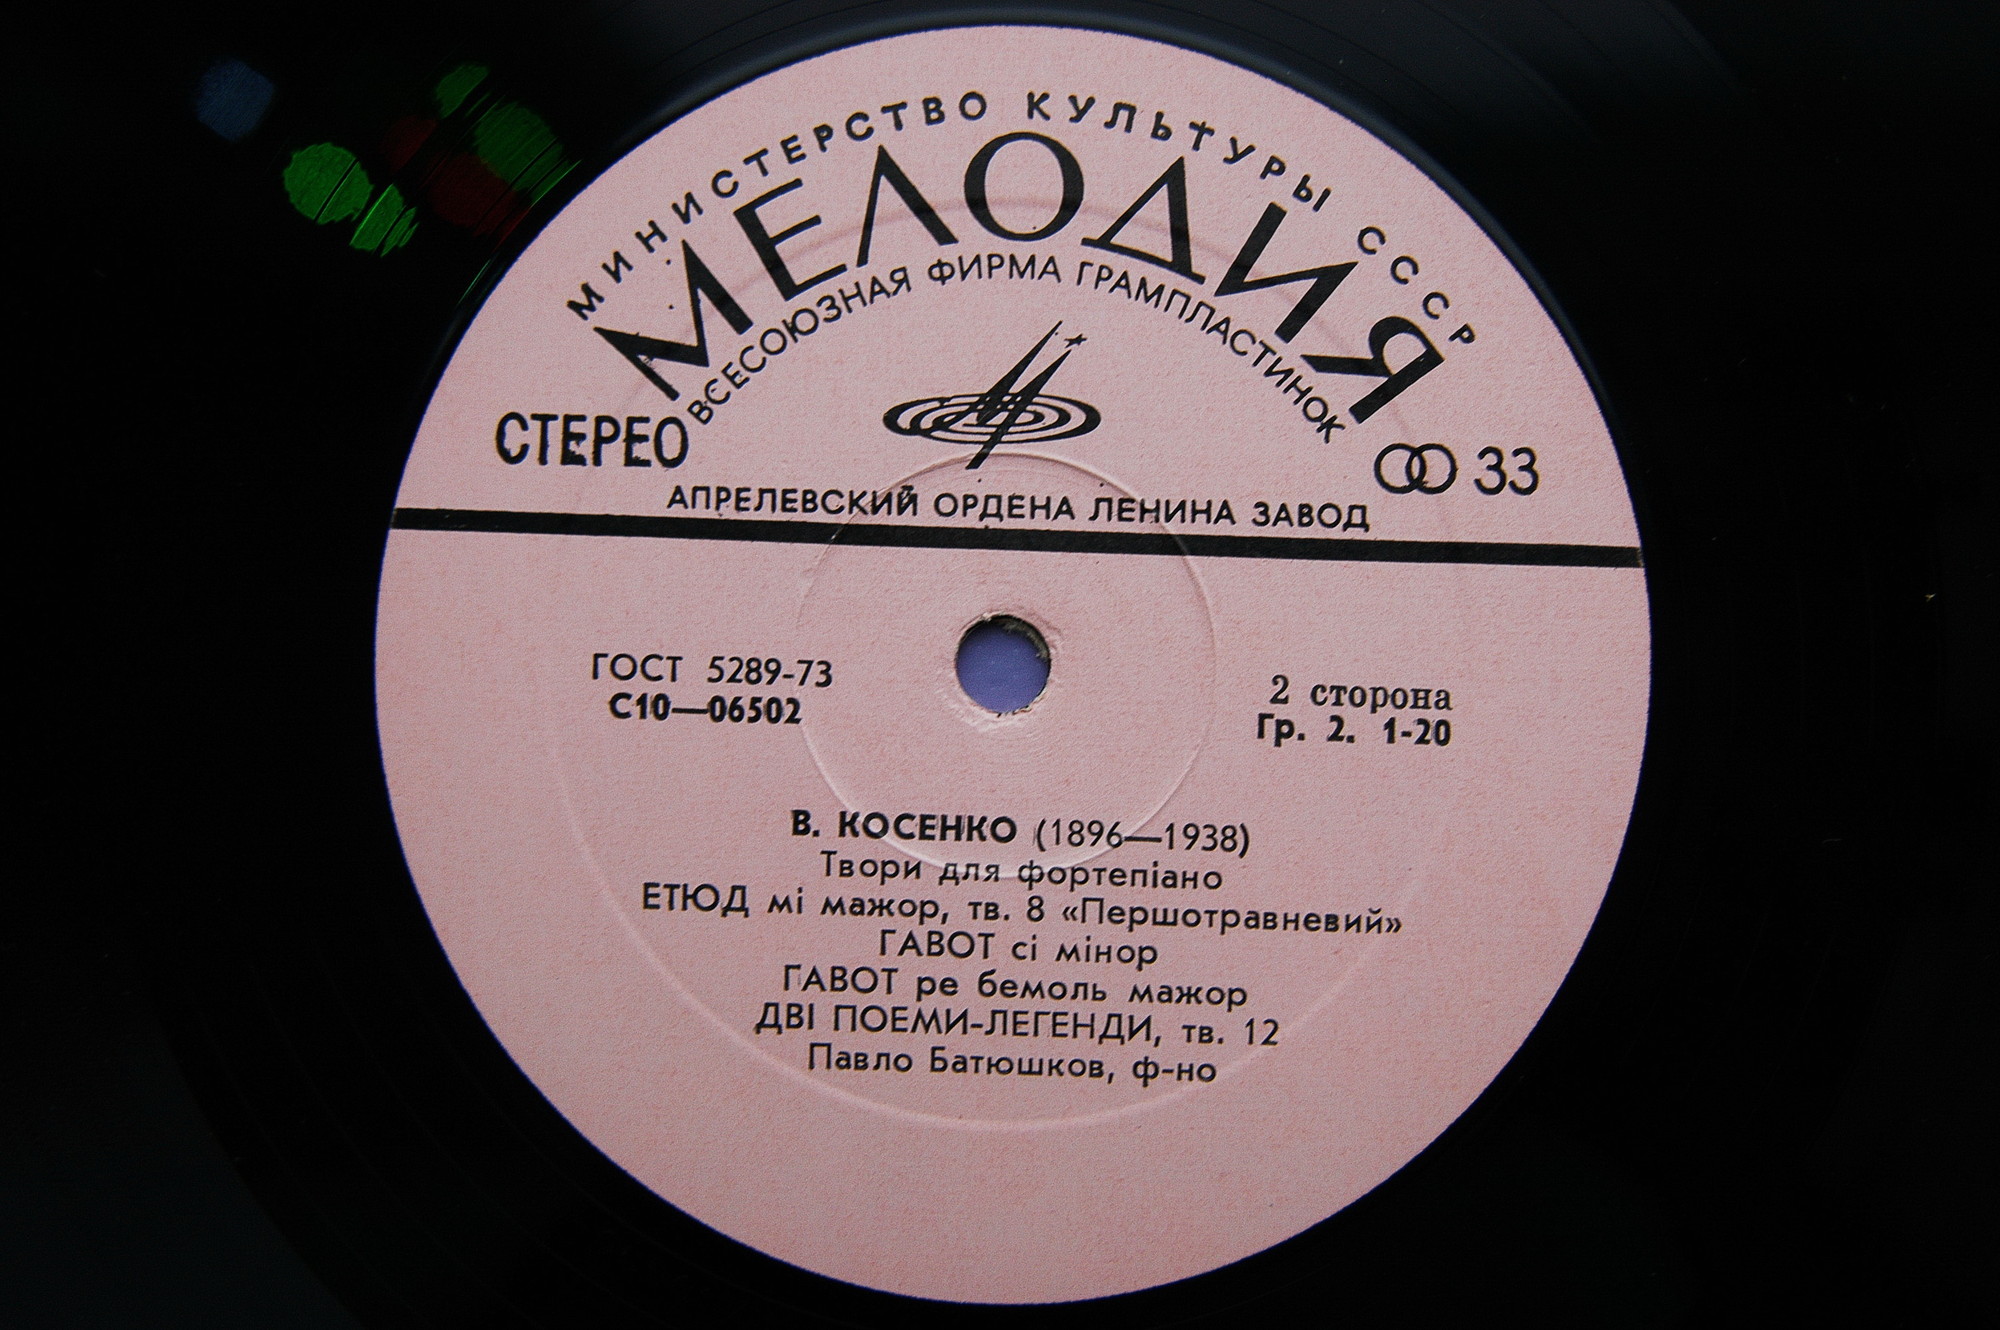 МИНИСТЕРСТВО КУЛЬТУРЫ СССР
МЕЛОДИЯ
ВСЕСОЮЗНАЯ ФИРМА ГРАМПЛАСТИНОК
СТЕРЕО
33
АПРЕЛЕВСКИЙ ОРДЕНА ЛЕНИНА ЗАВОД
ГОСТ 5289-73
С10—06502
2 сторона
Гр. 2. 1-20
В. КОСЕНКО (1896—1938)
Твори для фортепіано
ЕТЮД мі мажор, тв. 8 «Першотравневий»
ГАВОТ сі мінор
ГАВОТ ре бемоль мажор
ДВІ ПОЕМИ-ЛЕГЕНДИ, тв. 12
Павло Батюшков, ф-но